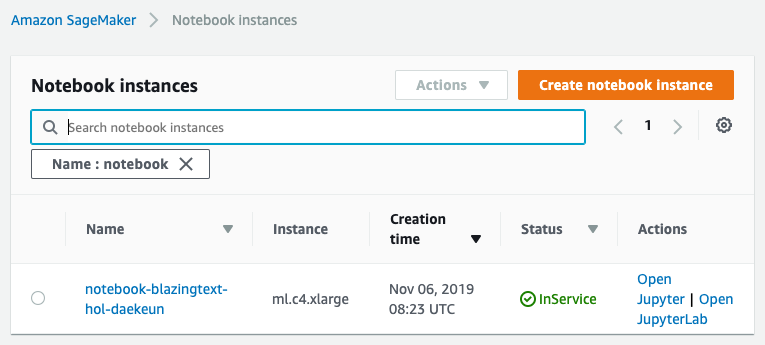 Amazon SageMaker > Notebook instances
Notebook instances
Actions
Create notebook instance
Search notebook instances
1
Name : notebook
Name
Instance
Creation
time
Status
Actions
notebook-blazingtext-
hol-daekeun
ml.c4.xlarge
Nov 06, 2019
08:23 UTC
InService
Open
Jupyter | Open
JupyterLab